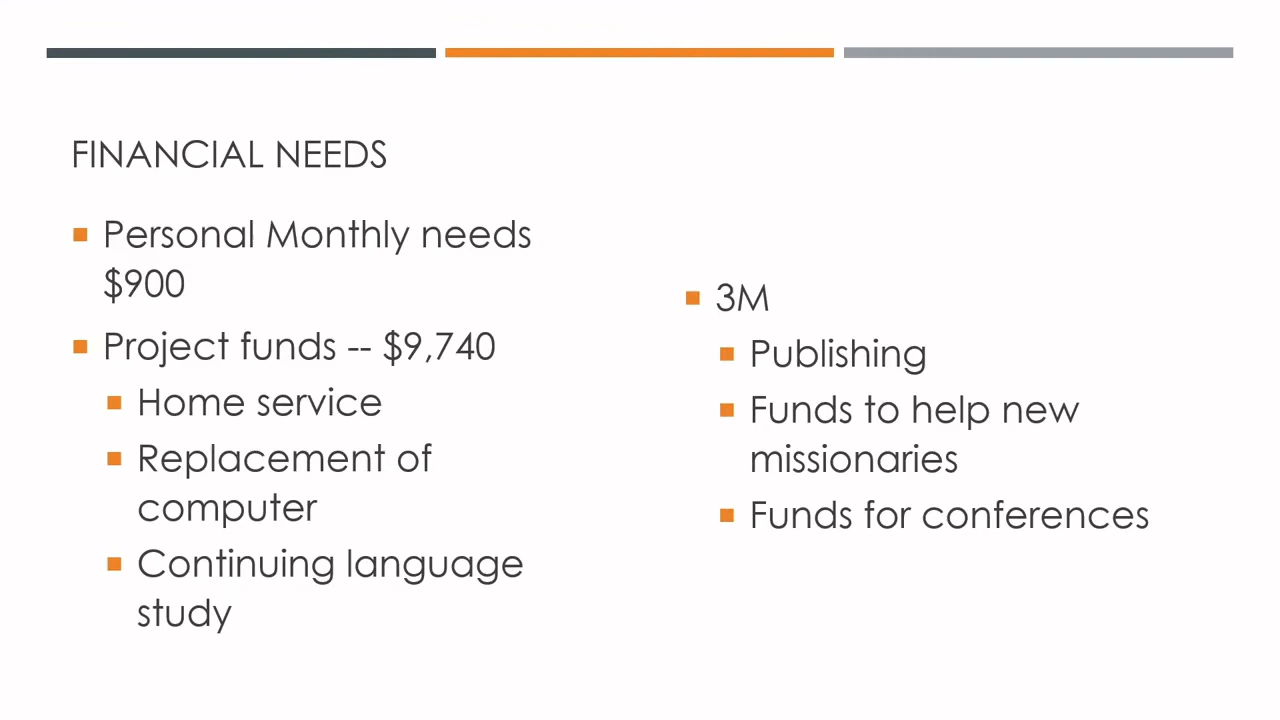 FINANCIAL NEEDS
Personal Monthly needs
$900
Project funds -- $9,740
Home service
Replacement of
computer
Continuing language
study
3M
Publishing
Funds to help new
missionaries
Funds for conferences